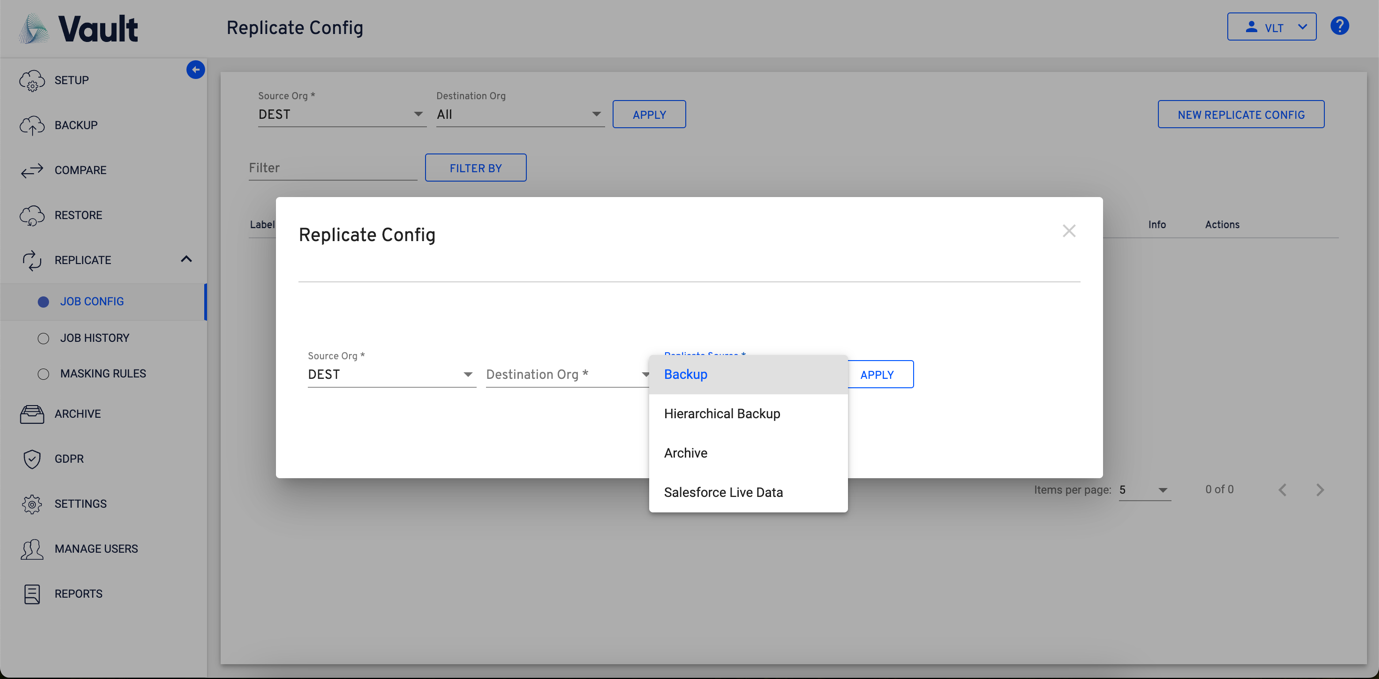 Vault
Replicate Config
VLT
?
SETUP
BACKUP
COMPARE
RESTORE
REPLICATE
JOB CONFIG
JOB HISTORY
MASKING RULES
ARCHIVE
GDPR
SETTINGS
MANAGE USERS
REPORTS
Source Org *
DEST
Destination Org
All
APPLY
NEW REPLICATE CONFIG
Filter
FILTER BY
Label
Info
Actions
Replicate Config
Source Org *
DEST
Destination Org *
Replicate Source *
Backup
Hierarchical Backup
Archive
Salesforce Live Data
APPLY
Items per page: 5
0 of 0